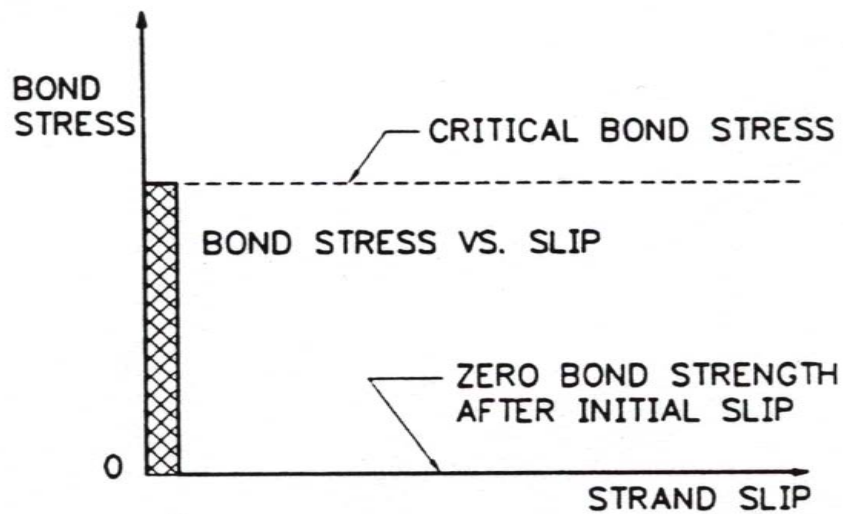 BOND
STRESS
CRITICAL BOND STRESS
BOND STRESS VS. SLIP
ZERO BOND STRENGTH
AFTER INITIAL SLIP
0
STRAND SLIP